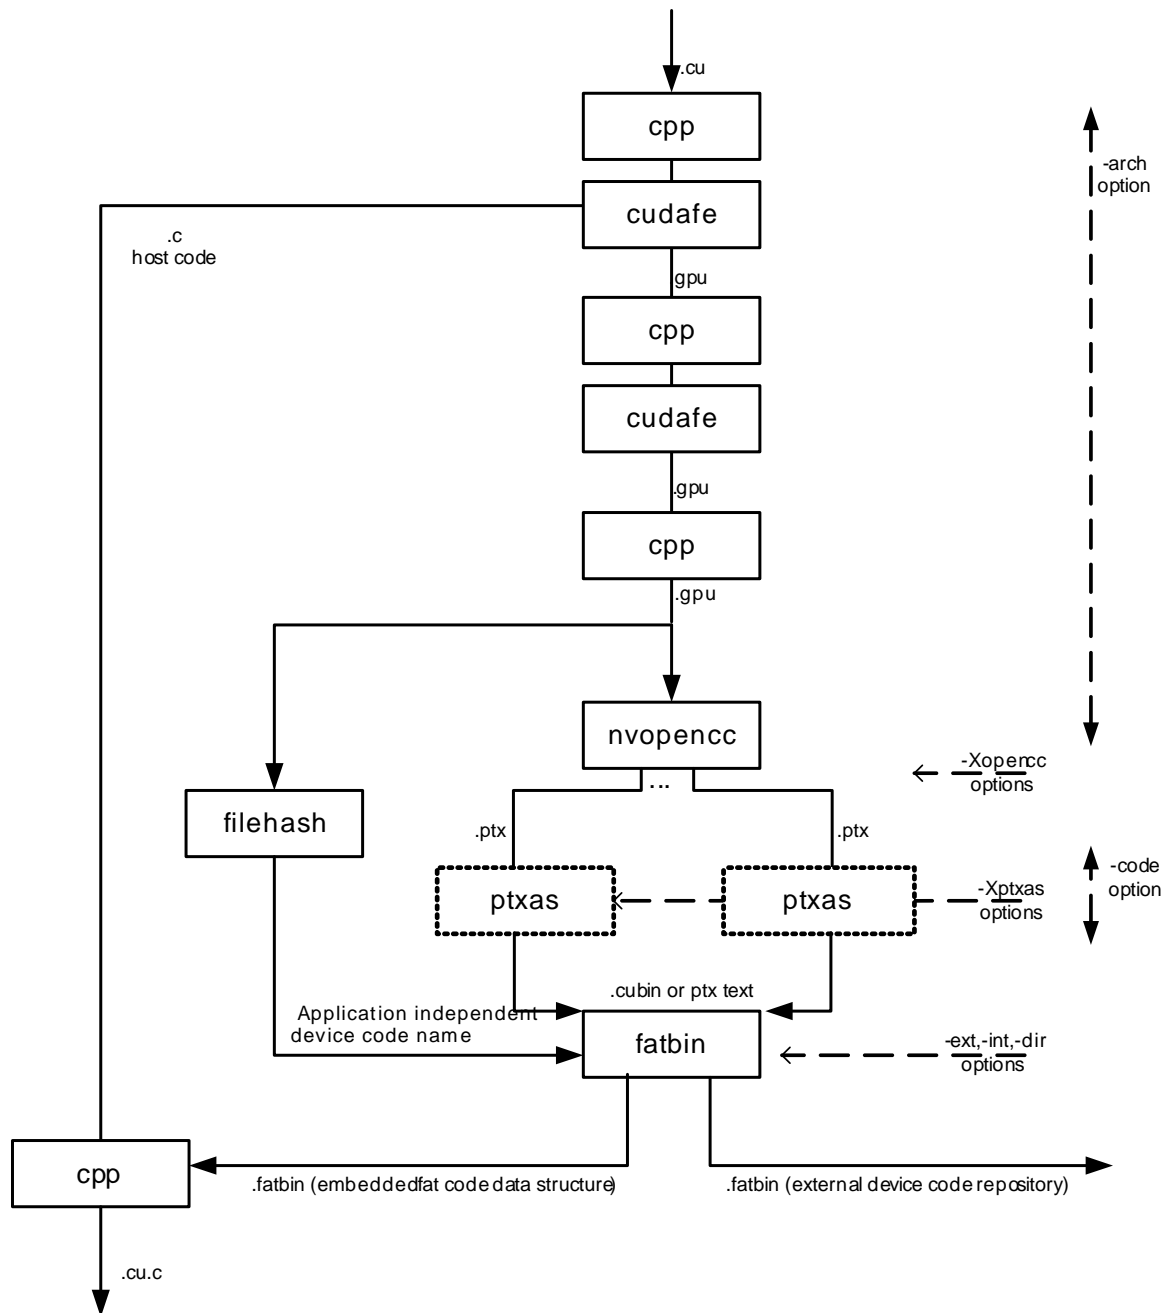 .cu
cpp
-arch
option
cudafe
.c
host code
gpu
cpp
cudafe
.gpu
cpp
.gpu
nvopencc
...
-Xopencc
options
filehash
.ptx
.ptx
-code
option
ptxas
ptxas
-Xptxas
options
.cubin or ptx text
Application independent
device code name
fatbin
-ext,-int,-dir
options
cpp
.fatbin (embeddedfat code data structure)
.fatbin (external device code repository)
.cu.c